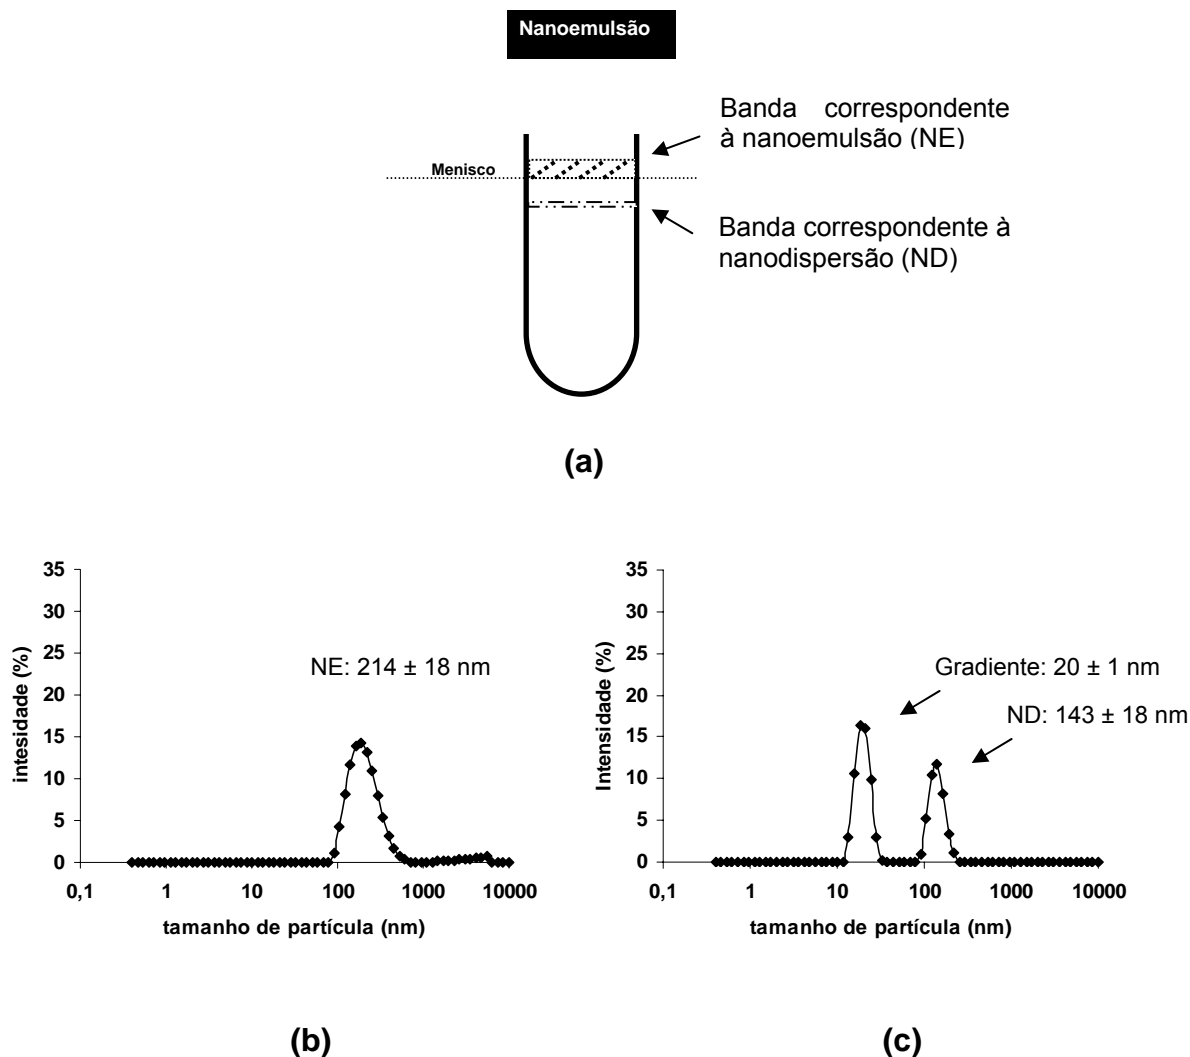 Nanoemulsão
Banda correspondente
à nanoemulsão (NE)
Menisco
Banda correspondente à
nanodispersão (ND)
(a)
35
30
25
20
15
10
5
0
0,1 1 10 100 1000 10000
intesidade (%)
NE: 214 ± 18 nm
tamanho de partícula (nm)
(b)
35
30
25
20
15
10
5
0
0,1 1 10 100 1000 10000
Intensidade (%)
Gradiente: 20 ± 1 nm
ND: 143 ± 18 nm
tamanho de partícula (nm)
(c)